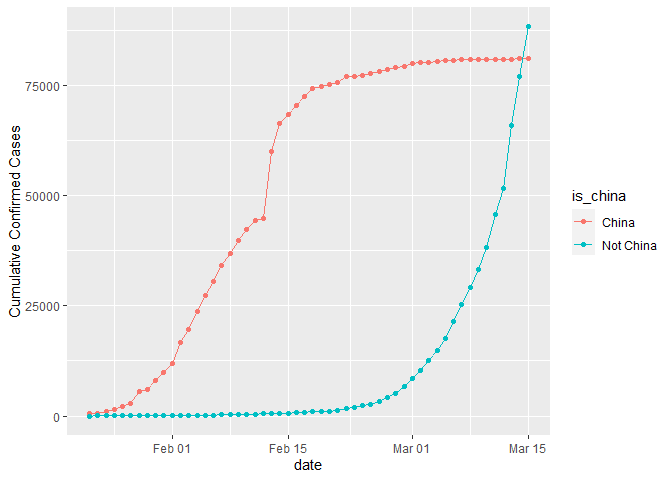 75000
50000
25000
0
Cumulative Confirmed Cases
Feb 01
Feb 15
Mar 01
Mar 15
date
is_china
China
Not China